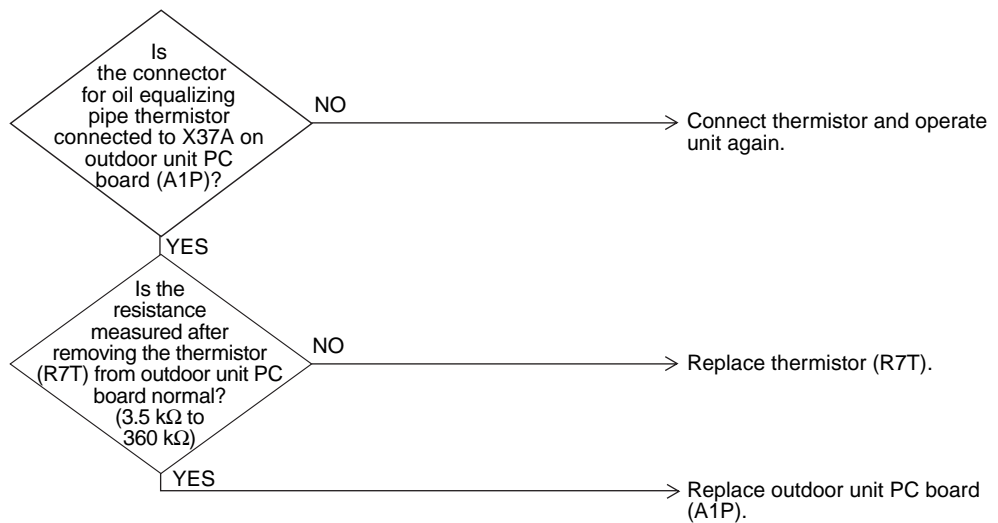 Is
the connector
for oil equalizing
pipe thermistor
connected to X37A on
outdoor unit PC
board (A1P)?
NO
Connect thermistor and operate
unit again.
YES
Is the
resistance
measured after
removing the thermistor
(R7T) from outdoor unit PC
board normal?
(3.5 kΩ to
360 kΩ)
NO
Replace thermistor (R7T).
YES
Replace outdoor unit PC board
(A1P).